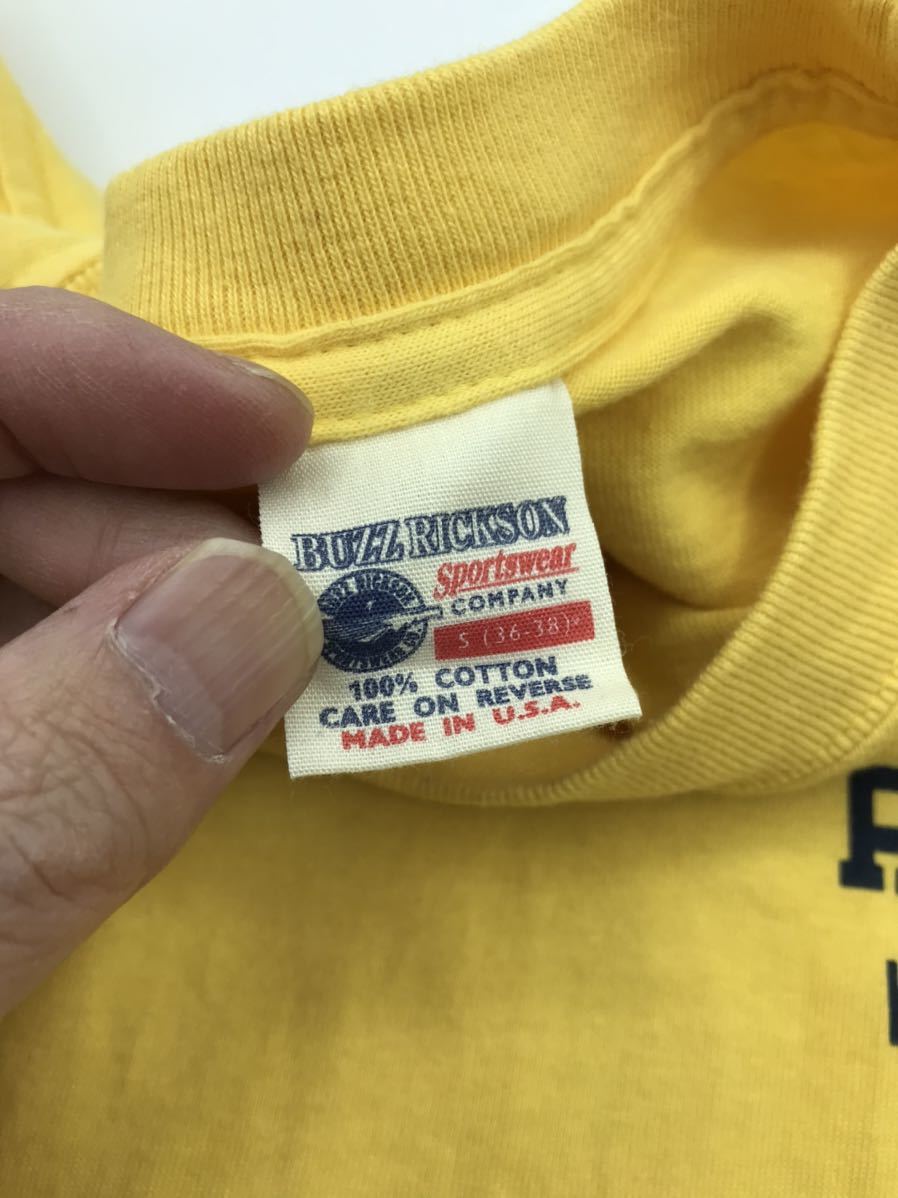 BUZZ RICKSON
Sportswear
COMPANY
S (36-38)
100% COTTON
CARE ON REVERSE
MADE IN U.S.A.